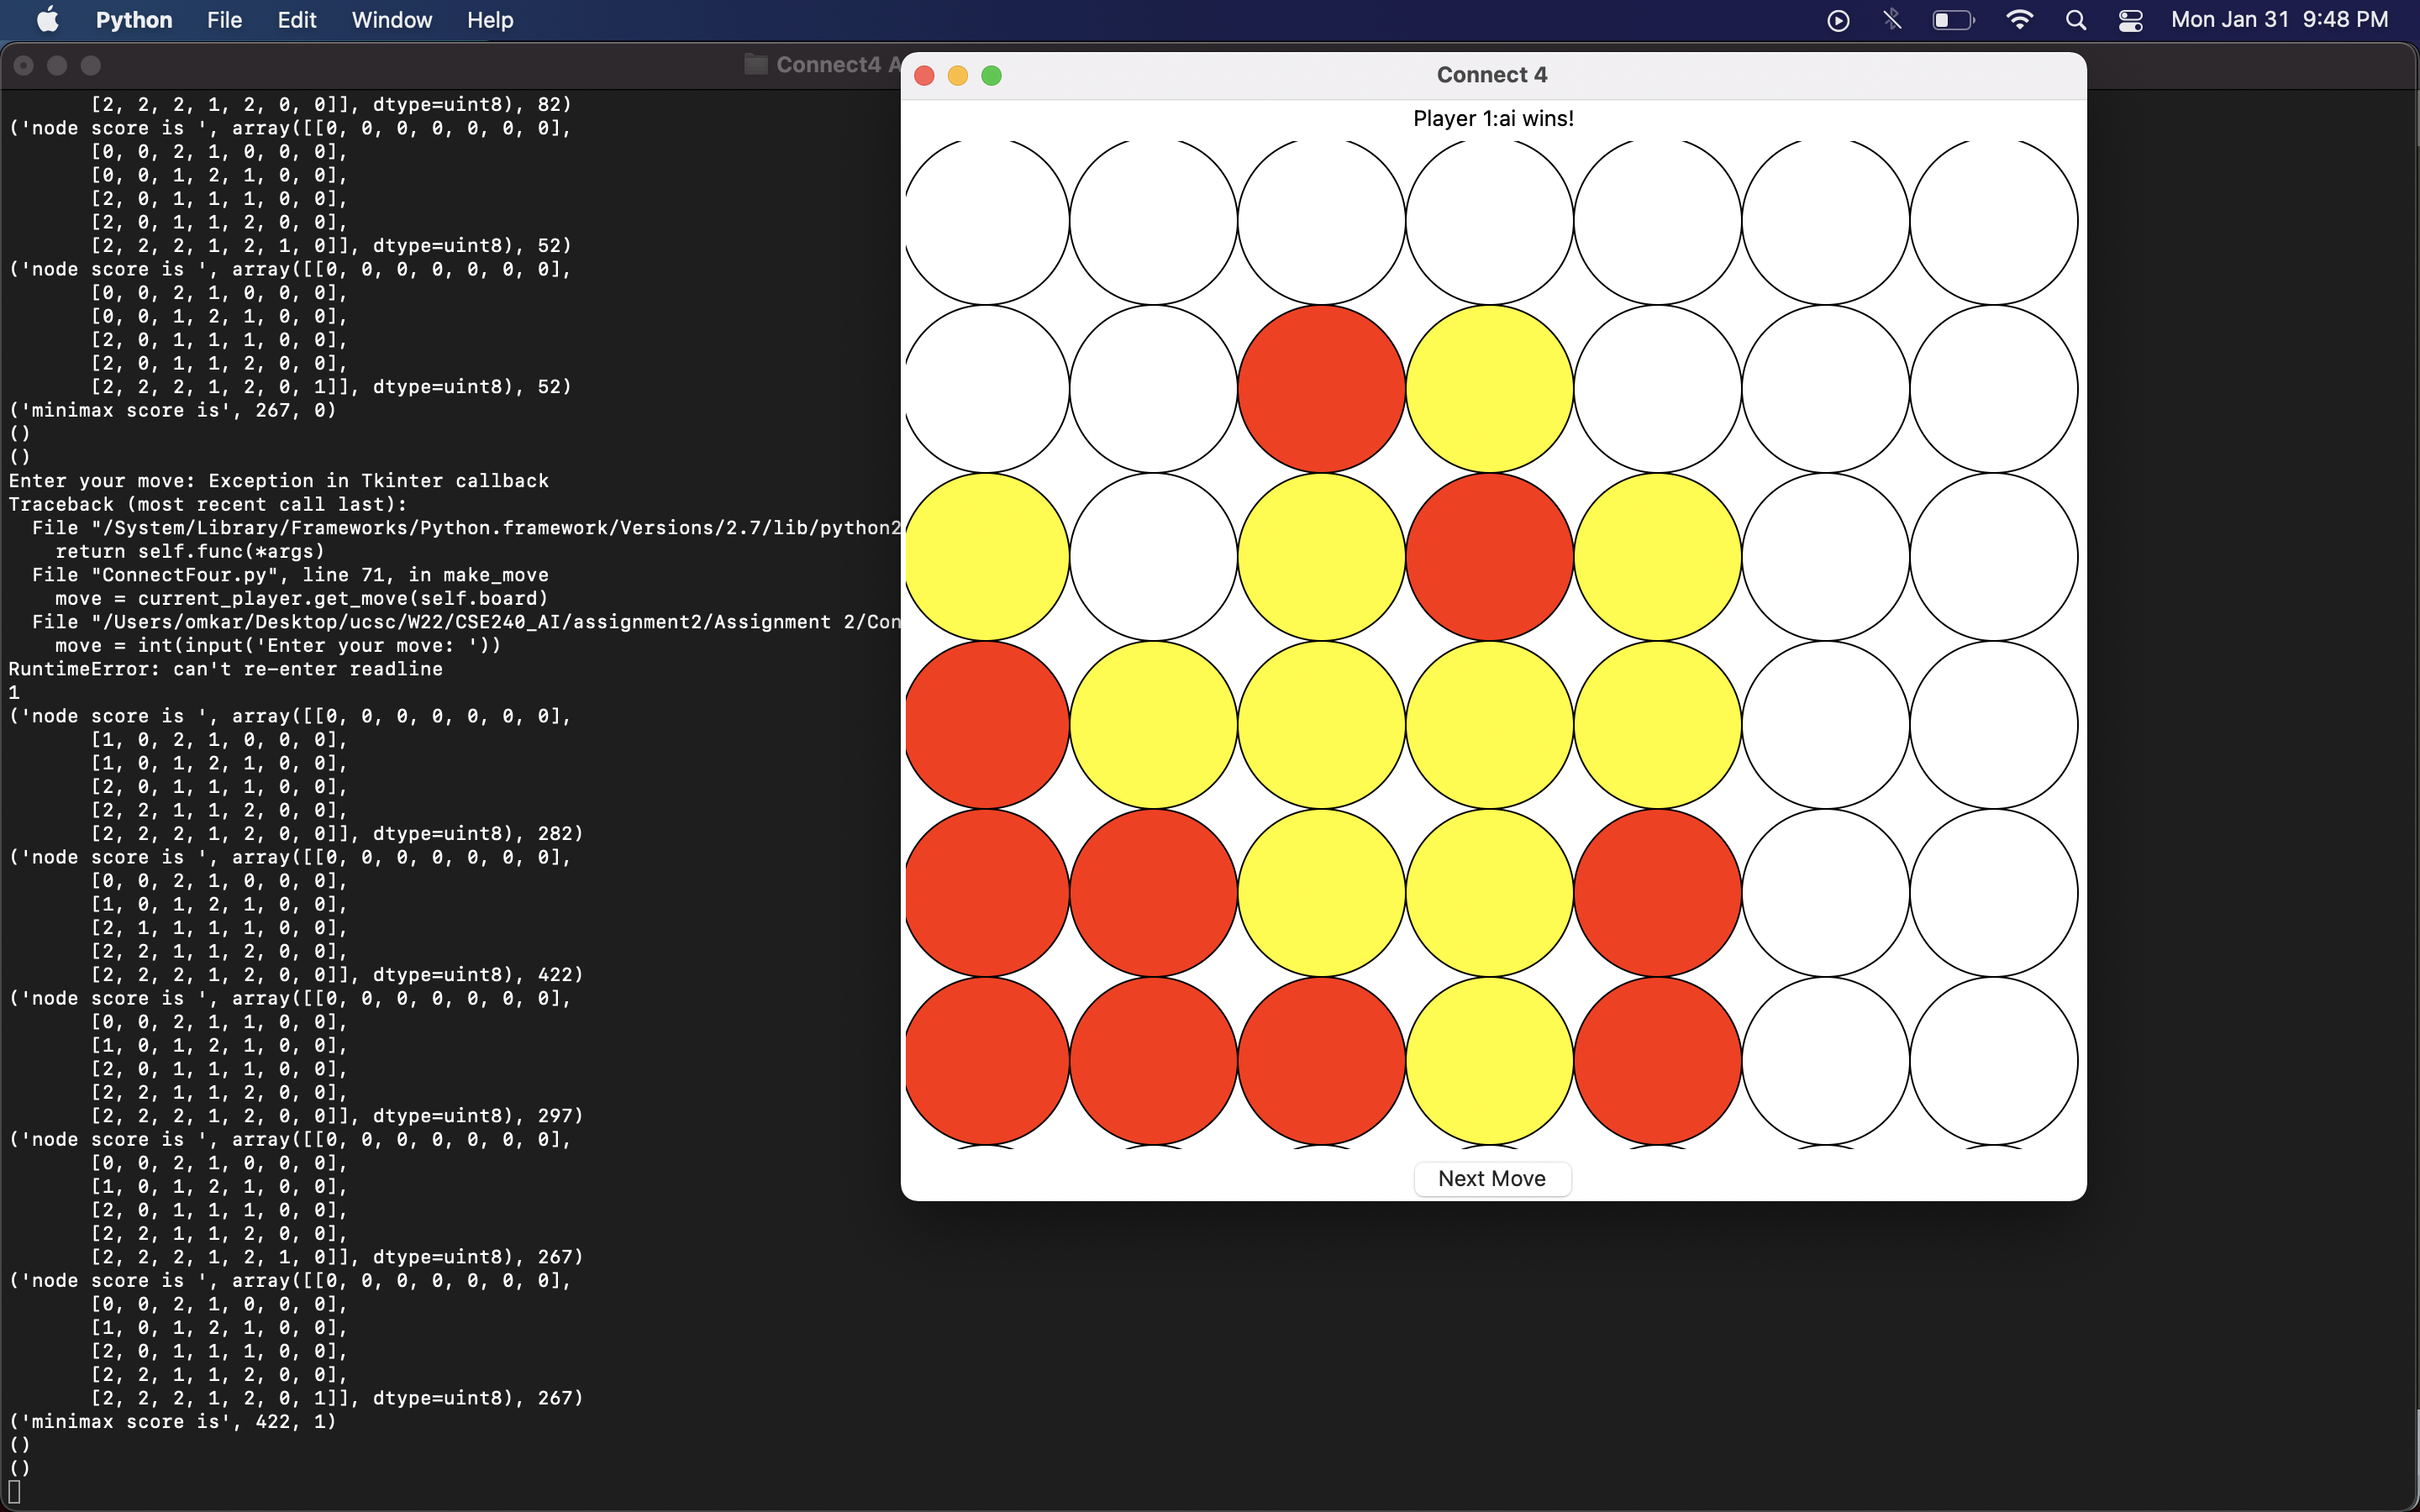 Python File Edit Window Help Mon Jan 31 9:48 PM
Connect4 A
[2, 2, 2, 1, 2, 0, 0]], dtype=uint8), 82)
('node score is ', array([[0, 0, 0, 0, 0, 0, 0],
[0, 0, 2, 1, 0, 0, 0],
[0, 0, 1, 2, 1, 0, 0],
[2, 0, 1, 1, 1, 0, 0],
[2, 0, 1, 1, 2, 0, 0],
[2, 2, 2, 1, 2, 1, 0]], dtype=uint8), 52)
('node score is ', array([[0, 0, 0, 0, 0, 0, 0],
[0, 0, 2, 1, 0, 0, 0],
[0, 0, 1, 2, 1, 0, 0],
[2, 0, 1, 1, 1, 0, 0],
[2, 0, 1, 1, 2, 0, 0],
[2, 2, 2, 1, 2, 0, 1]], dtype=uint8), 52)
('minimax score is', 267, 0)
()
()
Enter your move: Exception in Tkinter callback
Traceback (most recent call last):
File "/System/Library/Frameworks/Python.framework/Versions/2.7/lib/python2
return self.func(*args)
File "ConnectFour.py", line 71, in make_move
move = current_player.get_move(self.board)
File "/Users/omkar/Desktop/ucsc/W22/CSE240_AI/assignment2/Assignment 2/Con
move = int(input('Enter your move: '))
RuntimeError: can't re-enter readline
1
('node score is ', array([[0, 0, 0, 0, 0, 0, 0],
[1, 0, 2, 1, 0, 0, 0],
[1, 0, 1, 2, 1, 0, 0],
[2, 0, 1, 1, 1, 0, 0],
[2, 2, 1, 1, 2, 0, 0],
[2, 2, 2, 1, 2, 0, 0]], dtype=uint8), 282)
('node score is ', array([[0, 0, 0, 0, 0, 0, 0],
[0, 0, 2, 1, 0, 0, 0],
[1, 0, 1, 2, 1, 0, 0],
[2, 1, 1, 1, 1, 0, 0],
[2, 2, 1, 1, 2, 0, 0],
[2, 2, 2, 1, 2, 0, 0]], dtype=uint8), 422)
('node score is ', array([[0, 0, 0, 0, 0, 0, 0],
[0, 0, 2, 1, 1, 0, 0],
[1, 0, 1, 2, 1, 0, 0],
[2, 0, 1, 1, 1, 0, 0],
[2, 2, 1, 1, 2, 0, 0],
[2, 2, 2, 1, 2, 0, 0]], dtype=uint8), 297)
('node score is ', array([[0, 0, 0, 0, 0, 0, 0],
[0, 0, 2, 1, 0, 0, 0],
[1, 0, 1, 2, 1, 0, 0],
[2, 0, 1, 1, 1, 0, 0],
[2, 2, 1, 1, 2, 0, 0],
[2, 2, 2, 1, 2, 1, 0]], dtype=uint8), 267)
('node score is ', array([[0, 0, 0, 0, 0, 0, 0],
[0, 0, 2, 1, 0, 0, 0],
[1, 0, 1, 2, 1, 0, 0],
[2, 0, 1, 1, 1, 0, 0],
[2, 2, 1, 1, 2, 0, 0],
[2, 2, 2, 1, 2, 0, 1]], dtype=uint8), 267)
('minimax score is', 422, 1)
()
()
Connect 4
Player 1:ai wins!
Next Move